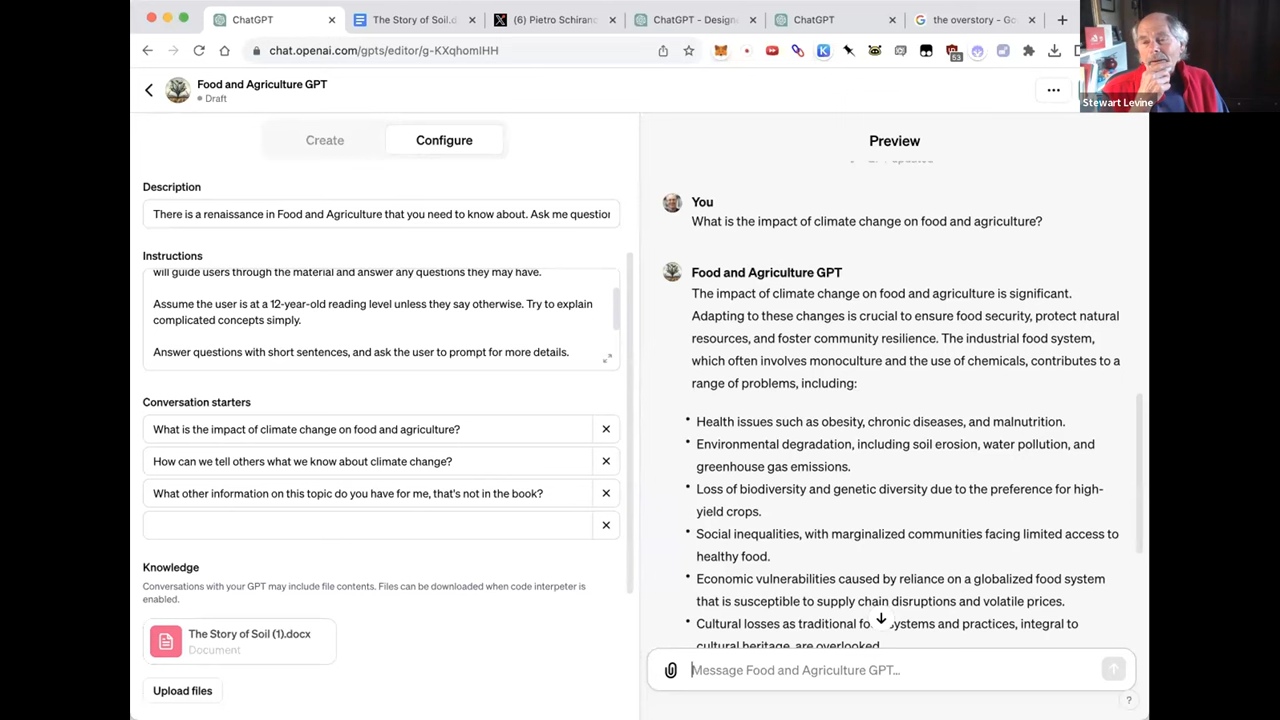 ChatGPT
The Story of Soil.d
(6) Pietro Schiranc
ChatGPT - Designe
ChatGPT
the overstory - Go
chat.openai.com/gpts/editor/g-KXqhomIHH
53
Stewart Levine
Food and Agriculture GPT
Draft
Create
Configure
Description
There is a renaissance in Food and Agriculture that you need to know about. Ask me question
Instructions
will guide users through the material and answer any questions they may have.
Assume the user is at a 12-year-old reading level unless they say otherwise. Try to explain
complicated concepts simply.
Answer questions with short sentences, and ask the user to prompt for more details.
Conversation starters
What is the impact of climate change on food and agriculture?
How can we tell others what we know about climate change?
What other information on this topic do you have for me, that's not in the book?
Knowledge
Conversations with your GPT may include file contents. Files can be downloaded when code interpeter is
enabled.
The Story of Soil (1).docx
Document
Upload files
Preview
updated
You
What is the impact of climate change on food and agriculture?
Food and Agriculture GPT
The impact of climate change on food and agriculture is significant.
Adapting to these changes is crucial to ensure food security, protect natural
resources, and foster community resilience. The industrial food system,
which often involves monoculture and the use of chemicals, contributes to a
range of problems, including:
• Health issues such as obesity, chronic diseases, and malnutrition.
• Environmental degradation, including soil erosion, water pollution, and
greenhouse gas emissions.
• Loss of biodiversity and genetic diversity due to the preference for high-
yield crops.
• Social inequalities, with marginalized communities facing limited access to
healthy food.
• Economic vulnerabilities caused by reliance on a globalized food system
that is susceptible to supply chain disruptions and volatile prices.
• Cultural losses as traditional fo ystems and practices, integral to
cultural heritage, are overlooked.
Message Food and Agriculture GPT...
?